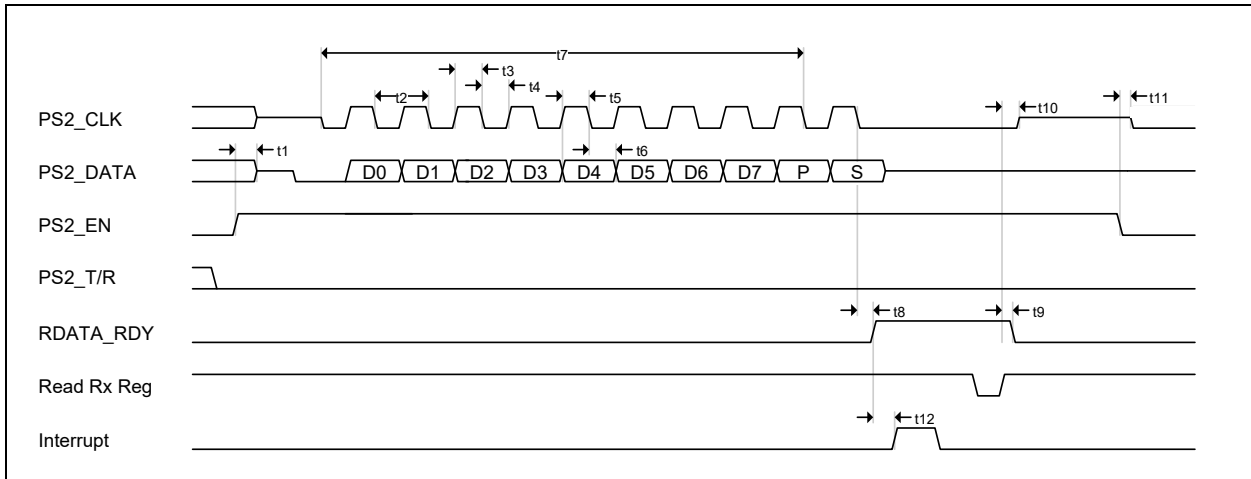 t7
t3
t4
t2
t5
t10
t11
PS2_CLK
t1
t6
PS2_DATA
D0 D1 D2 D3 D4 D5 D6 D7 P S
PS2_EN
PS2_T/R
t8
t9
RDATA_RDY
Read Rx Reg
t12
Interrupt